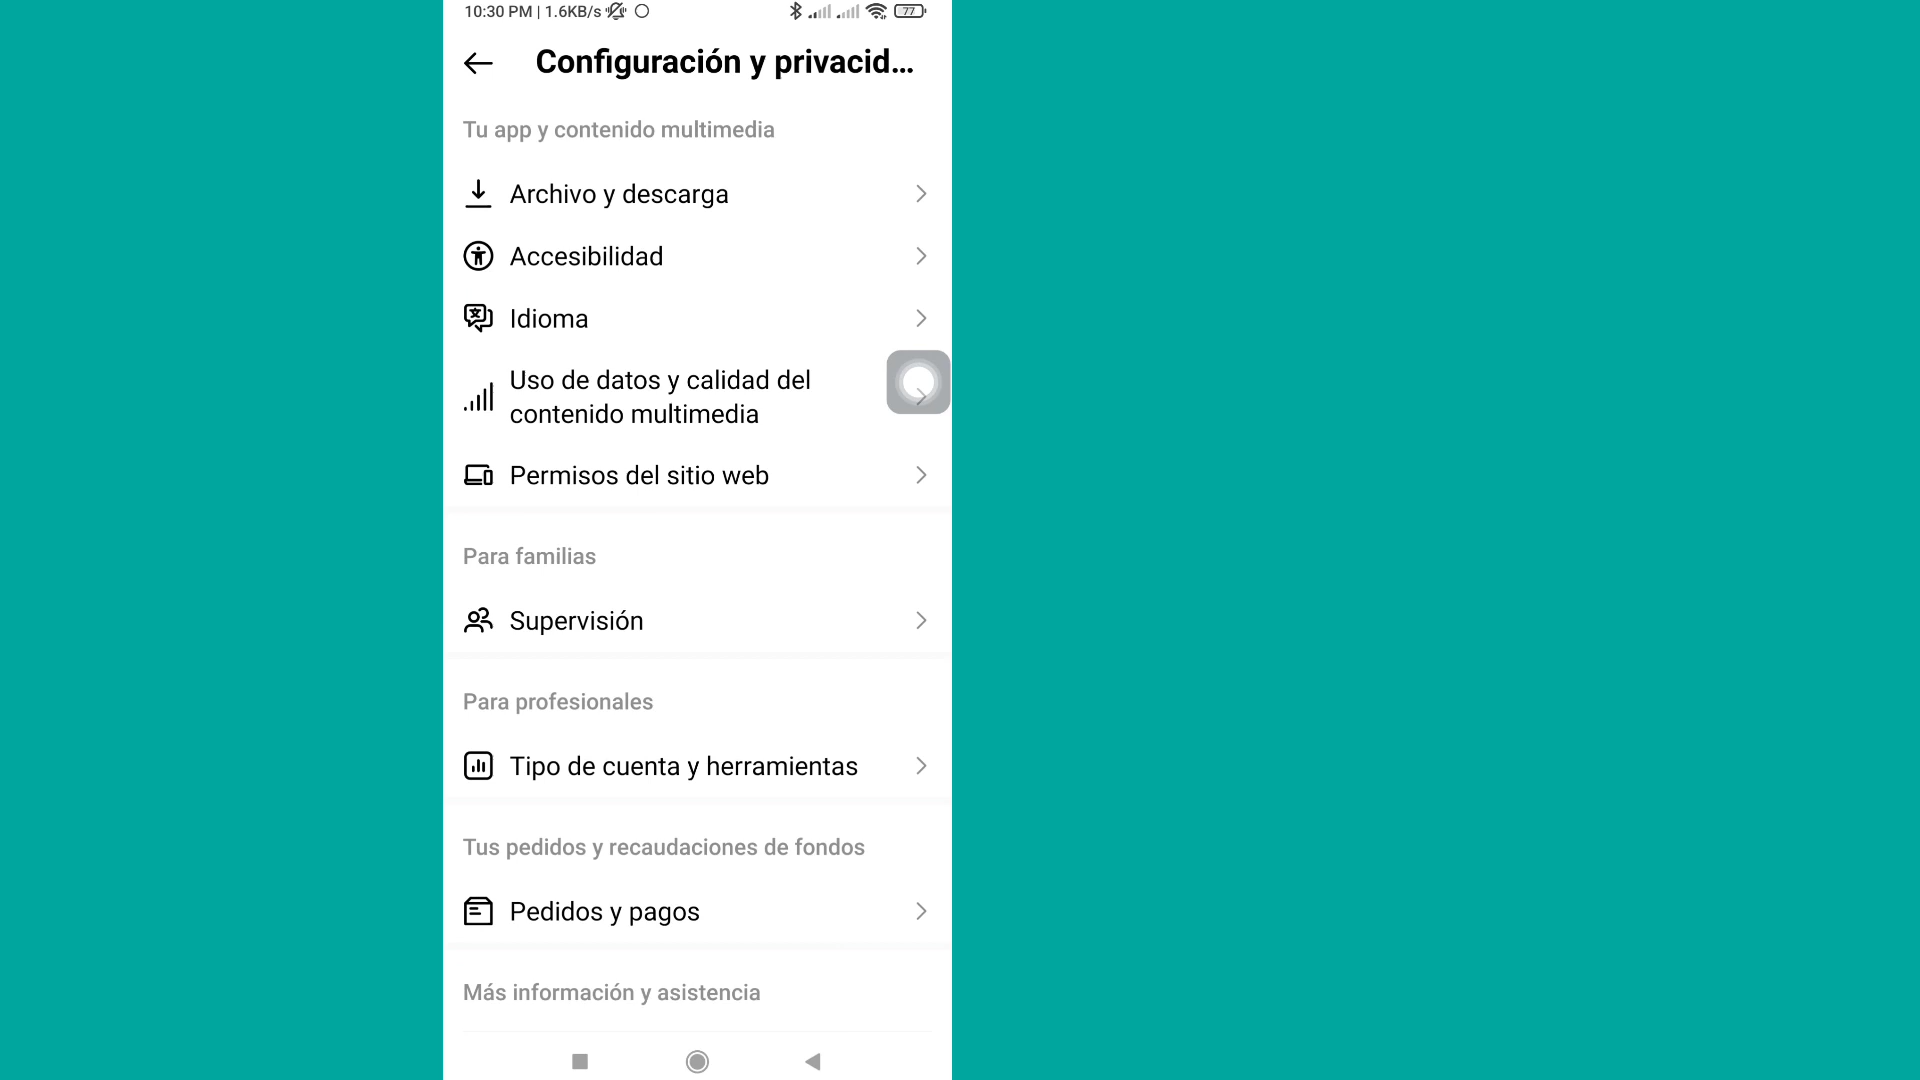 10:30 PM | 1.6KB/s
77
Configuración y privacid...
Tu app y contenido multimedia
Archivo y descarga
Accesibilidad
Idioma
Uso de datos y calidad del
contenido multimedia
Permisos del sitio web
Para familias
Supervisión
Para profesionales
Tipo de cuenta y herramientas
Tus pedidos y recaudaciones de fondos
Pedidos y pagos
Más información y asistencia